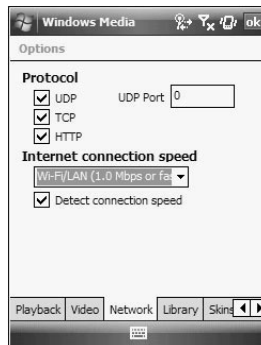 Windows Media ok
Options
Protocol
UDP UDP Port 0
TCP
HTTP
Internet connection speed
Wi-Fi/LAN (1.0 Mbps or fas
Detect connection speed
Playback Video Network Library Skins